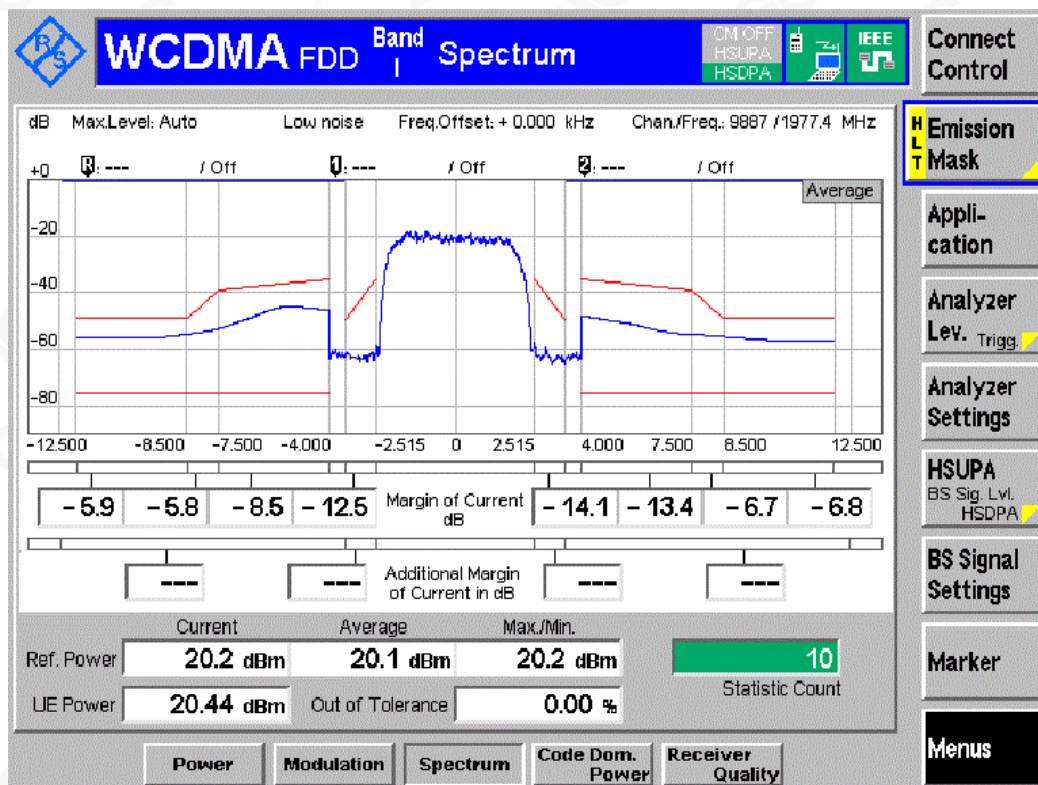 R S WCDMA FDD Band I Spectrum
CM OFF
HSUPA
HSDPA
IEEE
Connect Control
dB Max.Level: Auto Low noise Freq.Offset: + 0.000 kHz Chan./Freq.: 9887 / 1977.4 MHz
R: --- / Off 1: --- / Off 2: --- / Off
HLT Emission Mask
+0
Average
-20
-40
-60
-80
-12.500 -8.500 -7.500 -4.000 -2.515 0 2.515 4.000 7.500 8.500 12.500
- 5.9 - 5.8 - 8.5 - 12.5 Margin of Current dB - 14.1 - 13.4 - 6.7 - 6.8
--- --- Additional Margin of Current in dB --- ---
Current Average Max./Min.
Ref. Power 20.2 dBm 20.1 dBm 20.2 dBm 10
Statistic Count
UE Power 20.44 dBm Out of Tolerance 0.00 %
Appli-
cation
Analyzer
Lev. Trigg.
Analyzer
Settings
HSUPA
BS Sig. Lvl.
HSDPA
BS Signal
Settings
Marker
Menus
Power Modulation Spectrum Code Dom. Power Receiver Quality